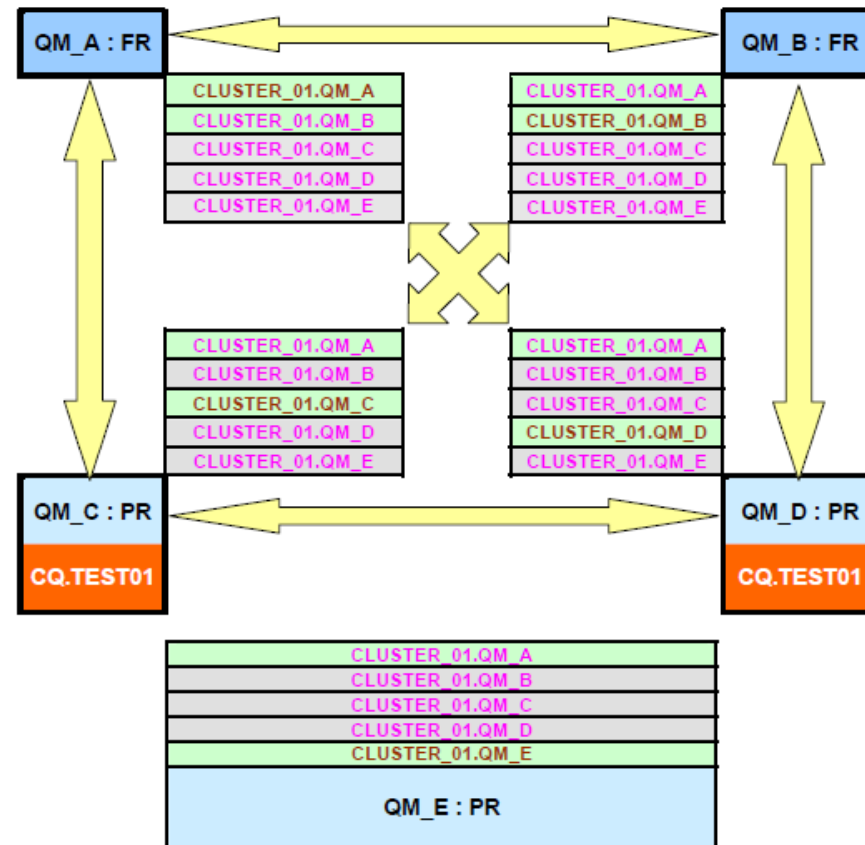 QM_A : FR
QM_B : FR
CLUSTER_01.QM_A
CLUSTER_01.QM_B
CLUSTER_01.QM_C
CLUSTER_01.QM_D
CLUSTER_01.QM_E
CLUSTER_01.QM_A
CLUSTER_01.QM_B
CLUSTER_01.QM_C
CLUSTER_01.QM_D
CLUSTER_01.QM_E
CLUSTER_01.QM_A
CLUSTER_01.QM_B
CLUSTER_01.QM_C
CLUSTER_01.QM_D
CLUSTER_01.QM_E
CLUSTER_01.QM_A
CLUSTER_01.QM_B
CLUSTER_01.QM_C
CLUSTER_01.QM_D
CLUSTER_01.QM_E
QM_C : PR
CQ.TEST01
QM_D : PR
CQ.TEST01
CLUSTER_01.QM_A
CLUSTER_01.QM_B
CLUSTER_01.QM_C
CLUSTER_01.QM_D
CLUSTER_01.QM_E
QM_E : PR